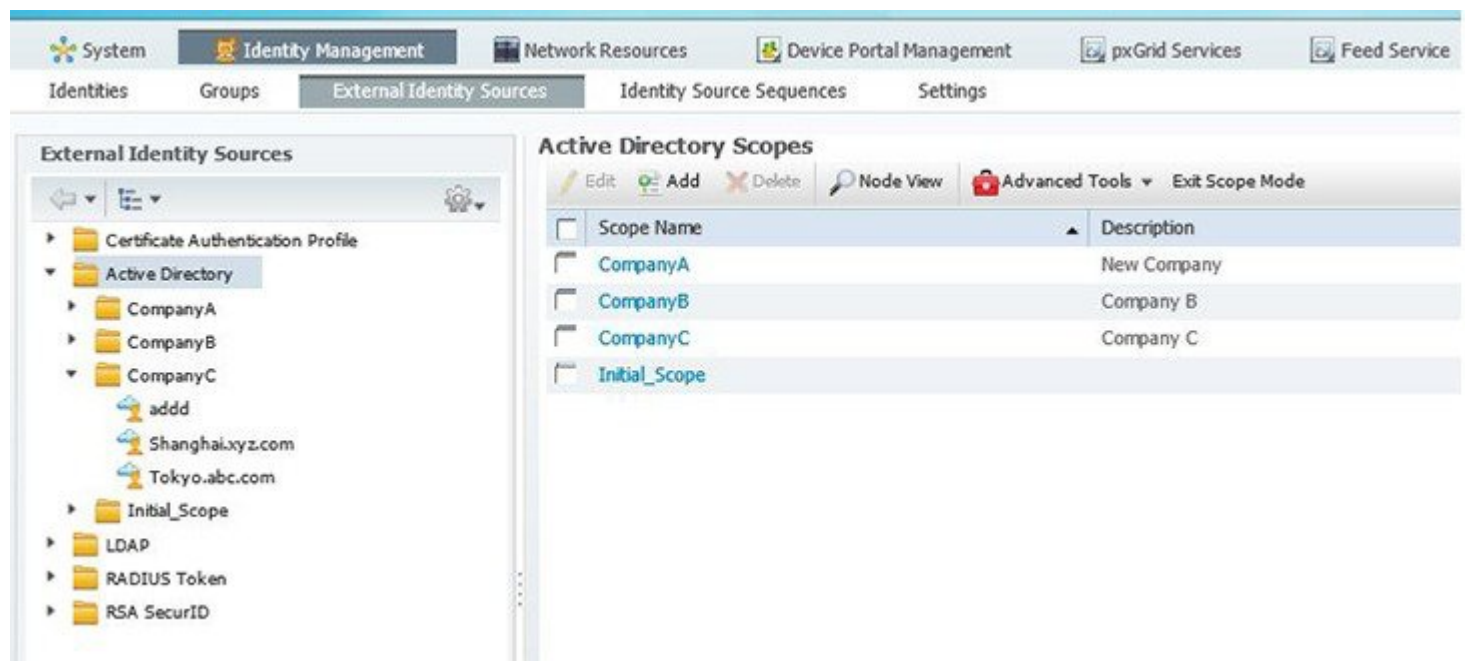 System Identity Management Network Resources Device Portal Management pxGrid Services Feed Service
Identities Groups External Identity Sources Identity Source Sequences Settings
External Identity Sources
Certificate Authentication Profile
Active Directory
CompanyA
CompanyB
CompanyC
addd
Shanghai.xyz.com
Tokyo.abc.com
Initial_Scope
LDAP
RADIUS Token
RSA SecurID
Active Directory Scopes
Edit Add Delete Node View Advanced Tools Exit Scope Mode
Scope Name Description
CompanyA New Company
CompanyB Company B
CompanyC Company C
Initial_Scope